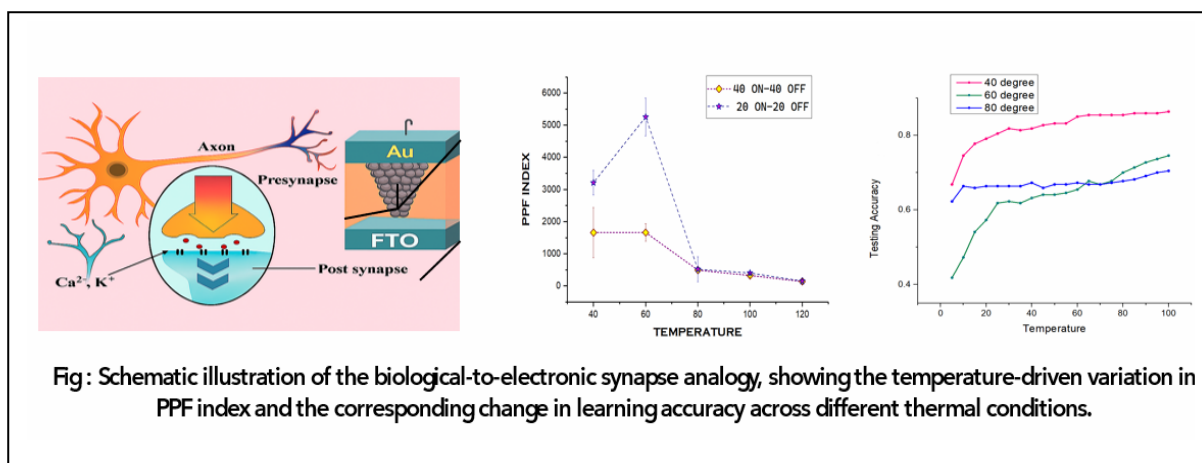 Axon
Presynapse
Ca²⁺, K⁺
Post synapse
Au
FTO
40 ON-40 OFF
20 ON-20 OFF
PPF INDEX
6000
5000
4000
3000
2000
1000
0
40 60 80 100 120
TEMPERATURE
40 degree
60 degree
80 degree
Testing Accuracy
0.8
0.6
0.4
0 20 40 60 80 100
Temperature
Fig : Schematic illustration of the biological-to-electronic synapse analogy, showing the temperature-driven variation in
PPF index and the corresponding change in learning accuracy across different thermal conditions.